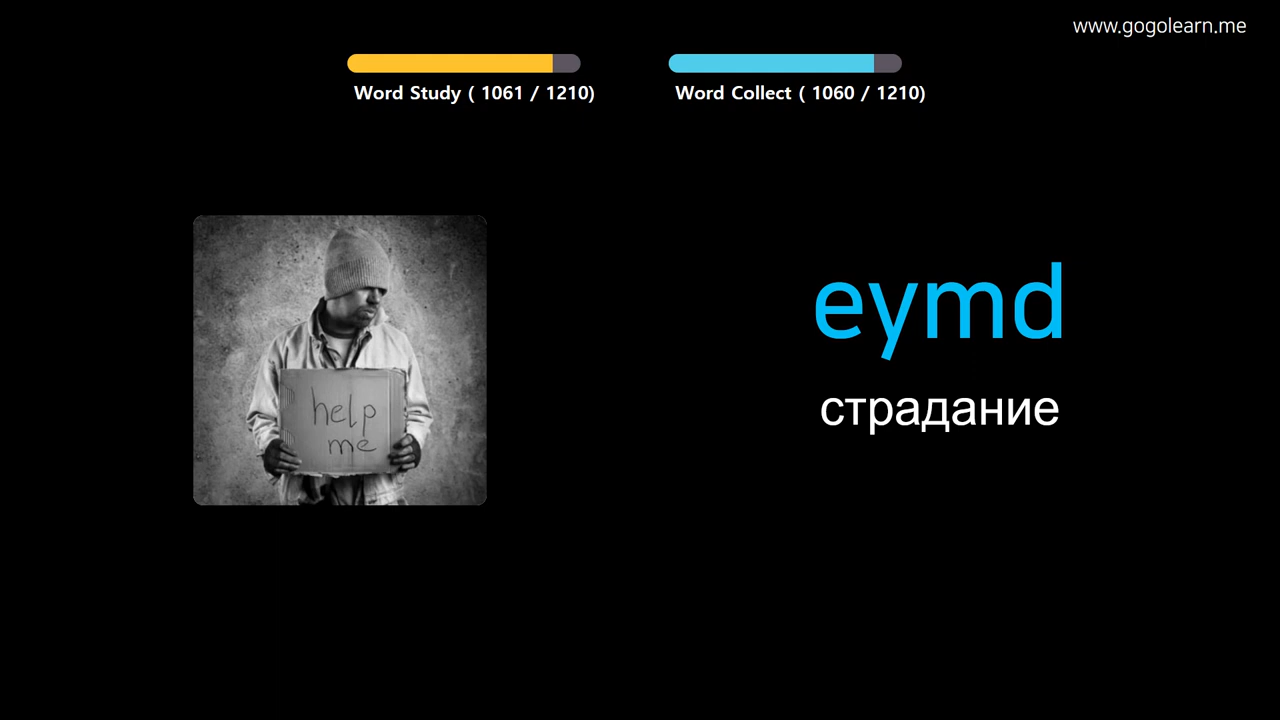 www.gogolearn.me
Word Study ( 1061 / 1210)
Word Collect ( 1060 / 1210)
help
me
eymd
страдание